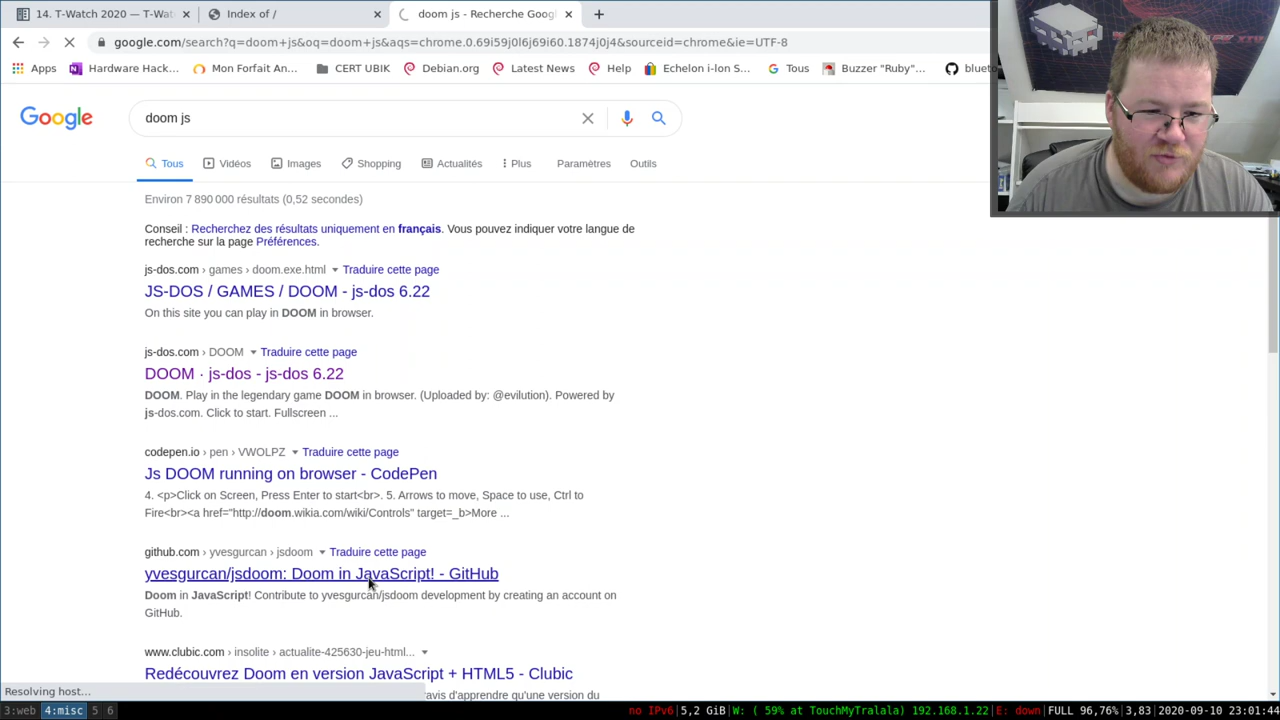 14. T-Watch 2020 — T-Wat
Index of /
doom js - Recherche Goog
google.com/search?q=doom+js&oq=doom+js&aqs=chrome.0.69i59j0l6j69i60.1874j0j4&sourceid=chrome&ie=UTF-8
Apps Hardware Hack... Mon Forfait An... CERT UBIK Debian.org Latest News Help Echelon i-lon S... Tous Buzzer "Ruby"... blueto
Google
doom js
Tous Vidéos Images Shopping Actualités Plus Paramètres Outils
Environ 7 890 000 résultats (0,52 secondes)
Conseil : Recherchez des résultats uniquement en français. Vous pouvez indiquer votre langue de
recherche sur la page Préférences.
js-dos.com › games › doom.exe.html Traduire cette page
JS-DOS / GAMES / DOOM - js-dos 6.22
On this site you can play in DOOM in browser.
js-dos.com › DOOM Traduire cette page
DOOM · js-dos - js-dos 6.22
DOOM. Play in the legendary game DOOM in browser. (Uploaded by: @evilution). Powered by
js-dos.com. Click to start. Fullscreen ...
codepen.io › pen › VWOLPZ Traduire cette page
Js DOOM running on browser - CodePen
4. <p>Click on Screen, Press Enter to start<br>. 5. Arrows to move, Space to use, Ctrl to
Fire<br><a href="http://doom.wikia.com/wiki/Controls" target=_b>More ...
github.com › yvesgurcan › jsdoom Traduire cette page
yvesgurcan/jsdoom: Doom in JavaScript! - GitHub
Doom in JavaScript! Contribute to yvesgurcan/jsdoom development by creating an account on
GitHub.
www.clubic.com › insolite › actualite-425630-jeu-html...
Redécouvrez Doom en version JavaScript + HTML5 - Clubic
ravis d'apprendre qu'une version du
Resolving host...
3:web 4:misc 5 6 no IPv6|5,2 GiB|W: ( 59% at TouchMyTralala) 192.168.1.22|E: down|FULL 96,76%|3,83|2020-09-10 23:01:44